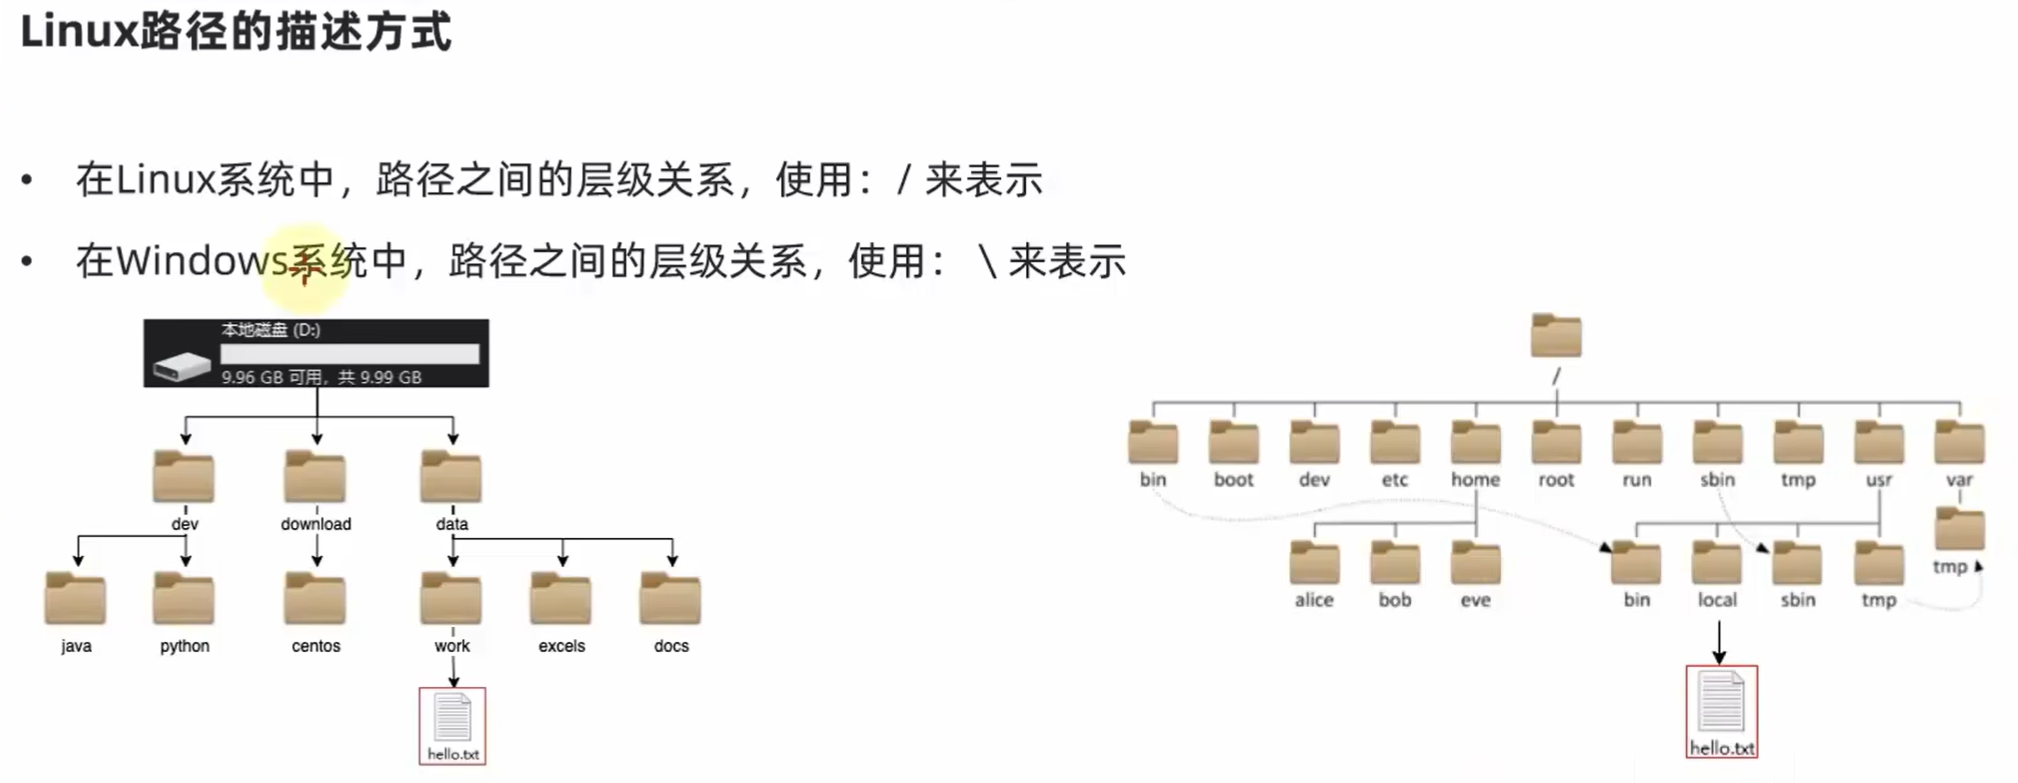 Linux路径的描述方式
• 在Linux系统中，路径之间的层级关系，使用：/ 来表示
• 在Windows系统中，路径之间的层级关系，使用： \ 来表示
本地磁盘 (D:)
9.96 GB 可用，共 9.99 GB
dev download data
java python centos work excels docs
hello.txt
/
bin boot dev etc home root run sbin tmp usr var
tmp
alice bob eve bin local sbin tmp
hello.txt